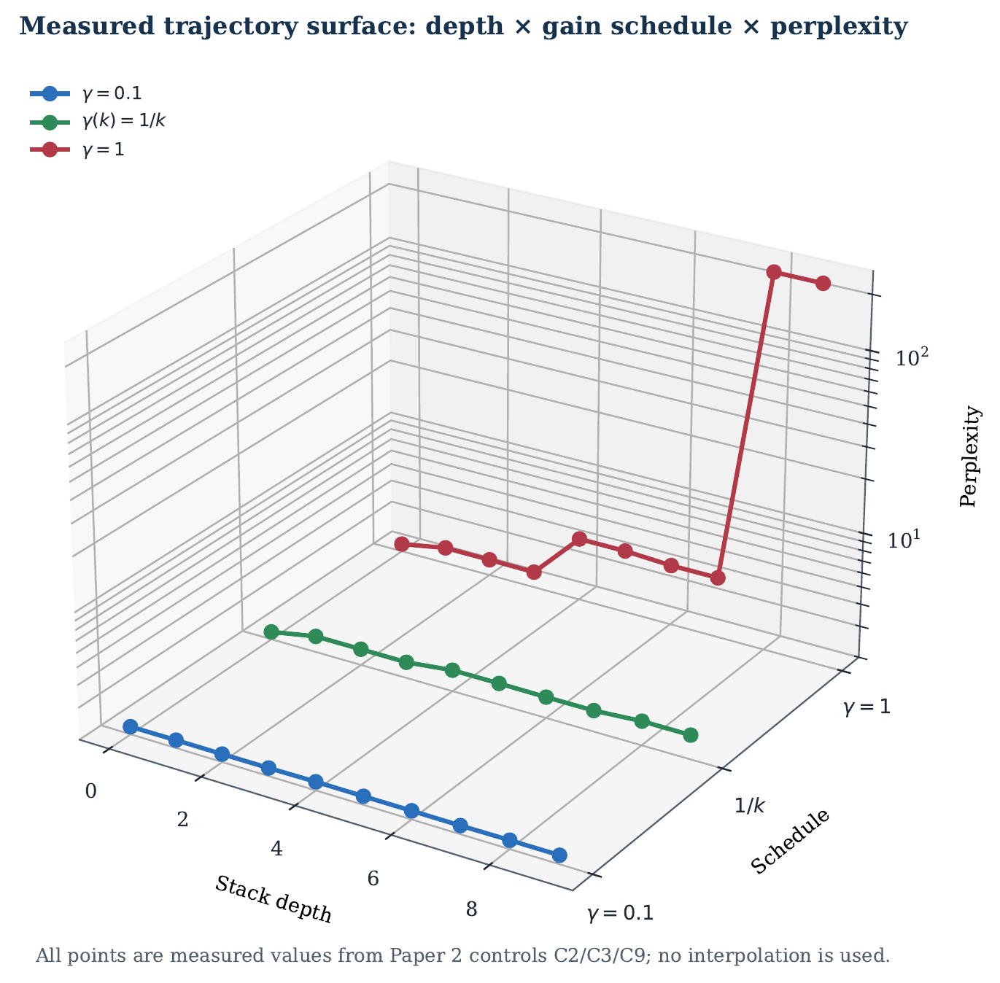 Measured trajectory surface: depth × gain schedule × perplexity
γ = 0.1
γ(k) = 1/k
γ = 1
10²
Perplexity
10¹
γ = 1
1/k
Schedule
γ = 0.1
0
2
4
6
8
Stack depth
All points are measured values from Paper 2 controls C2/C3/C9; no interpolation is used.